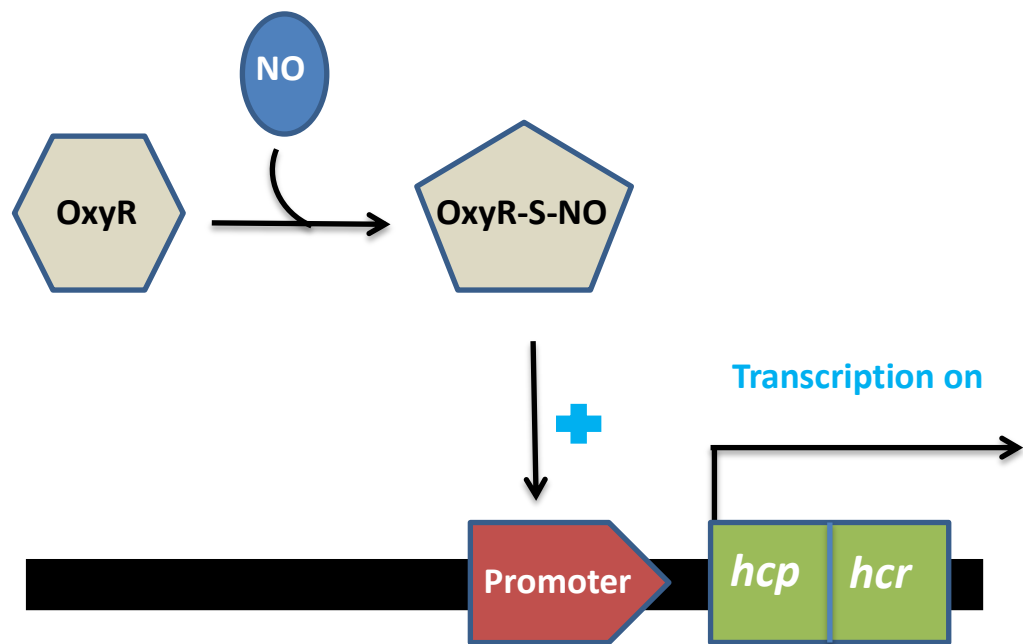 NO
OxyR
OxyR-S-NO
Transcription on
Promoter
hcp
hcr